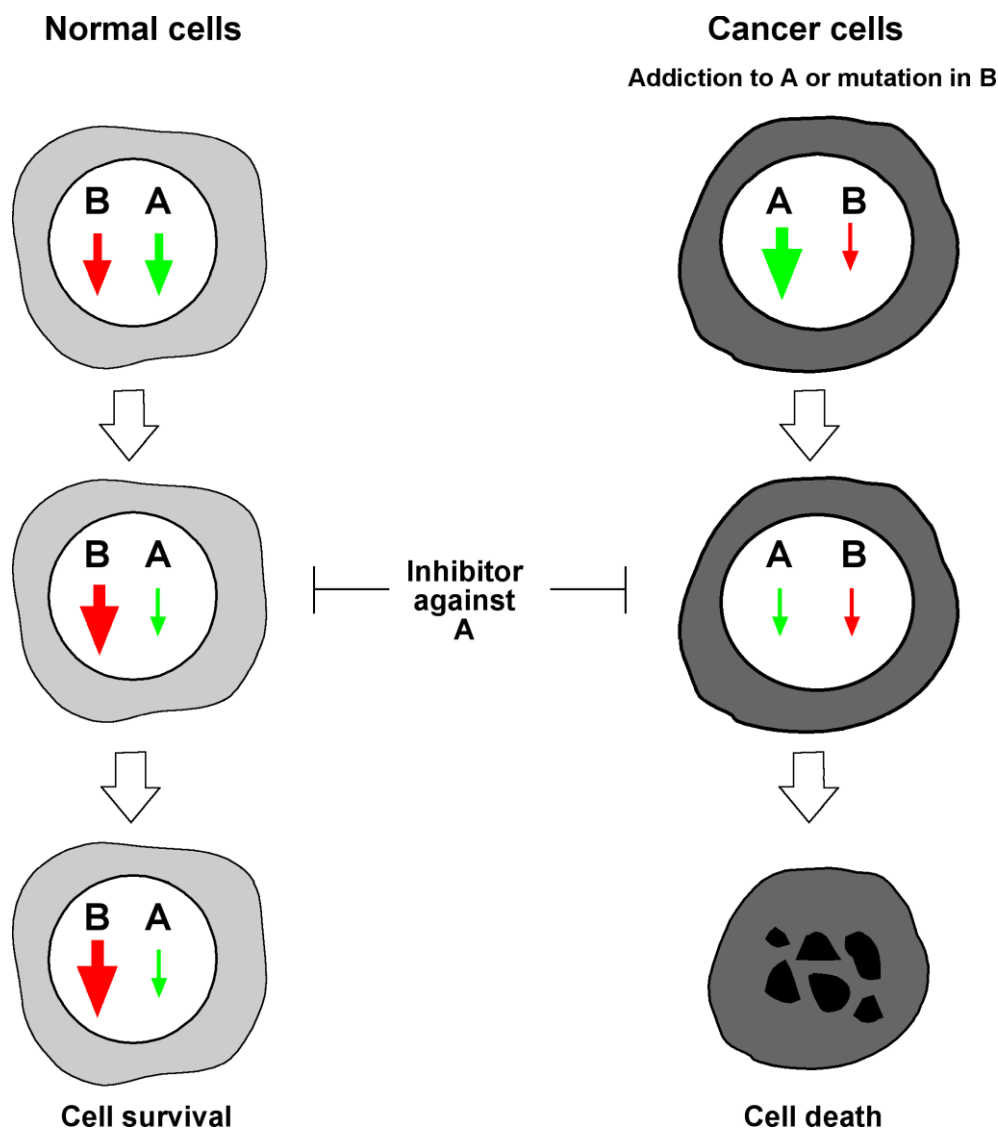 Normal cells
Cancer cells
Addiction to A or mutation in B
B A
A B
B A
Inhibitor
against
A
A B
B A
Cell survival
Cell death